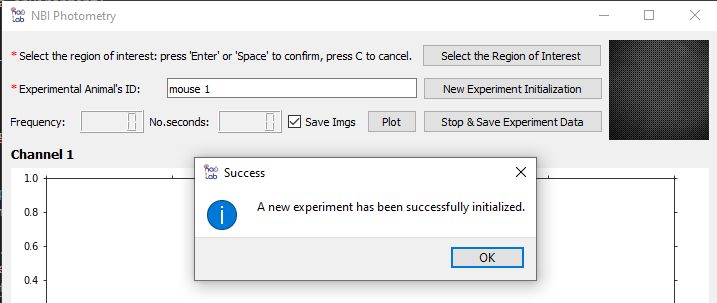 NBI Photometry
* Select the region of interest: press 'Enter' or 'Space' to confirm, press C to cancel. Select the Region of Interest
* Experimental Animal's ID: mouse 1 New Experiment Initialization
Frequency: 0 No.seconds: 0 Save Imgs Plot Stop & Save Experiment Data
Channel 1
Success
A new experiment has been successfully initialized.
OK
1.0
0.8
0.6
0.4